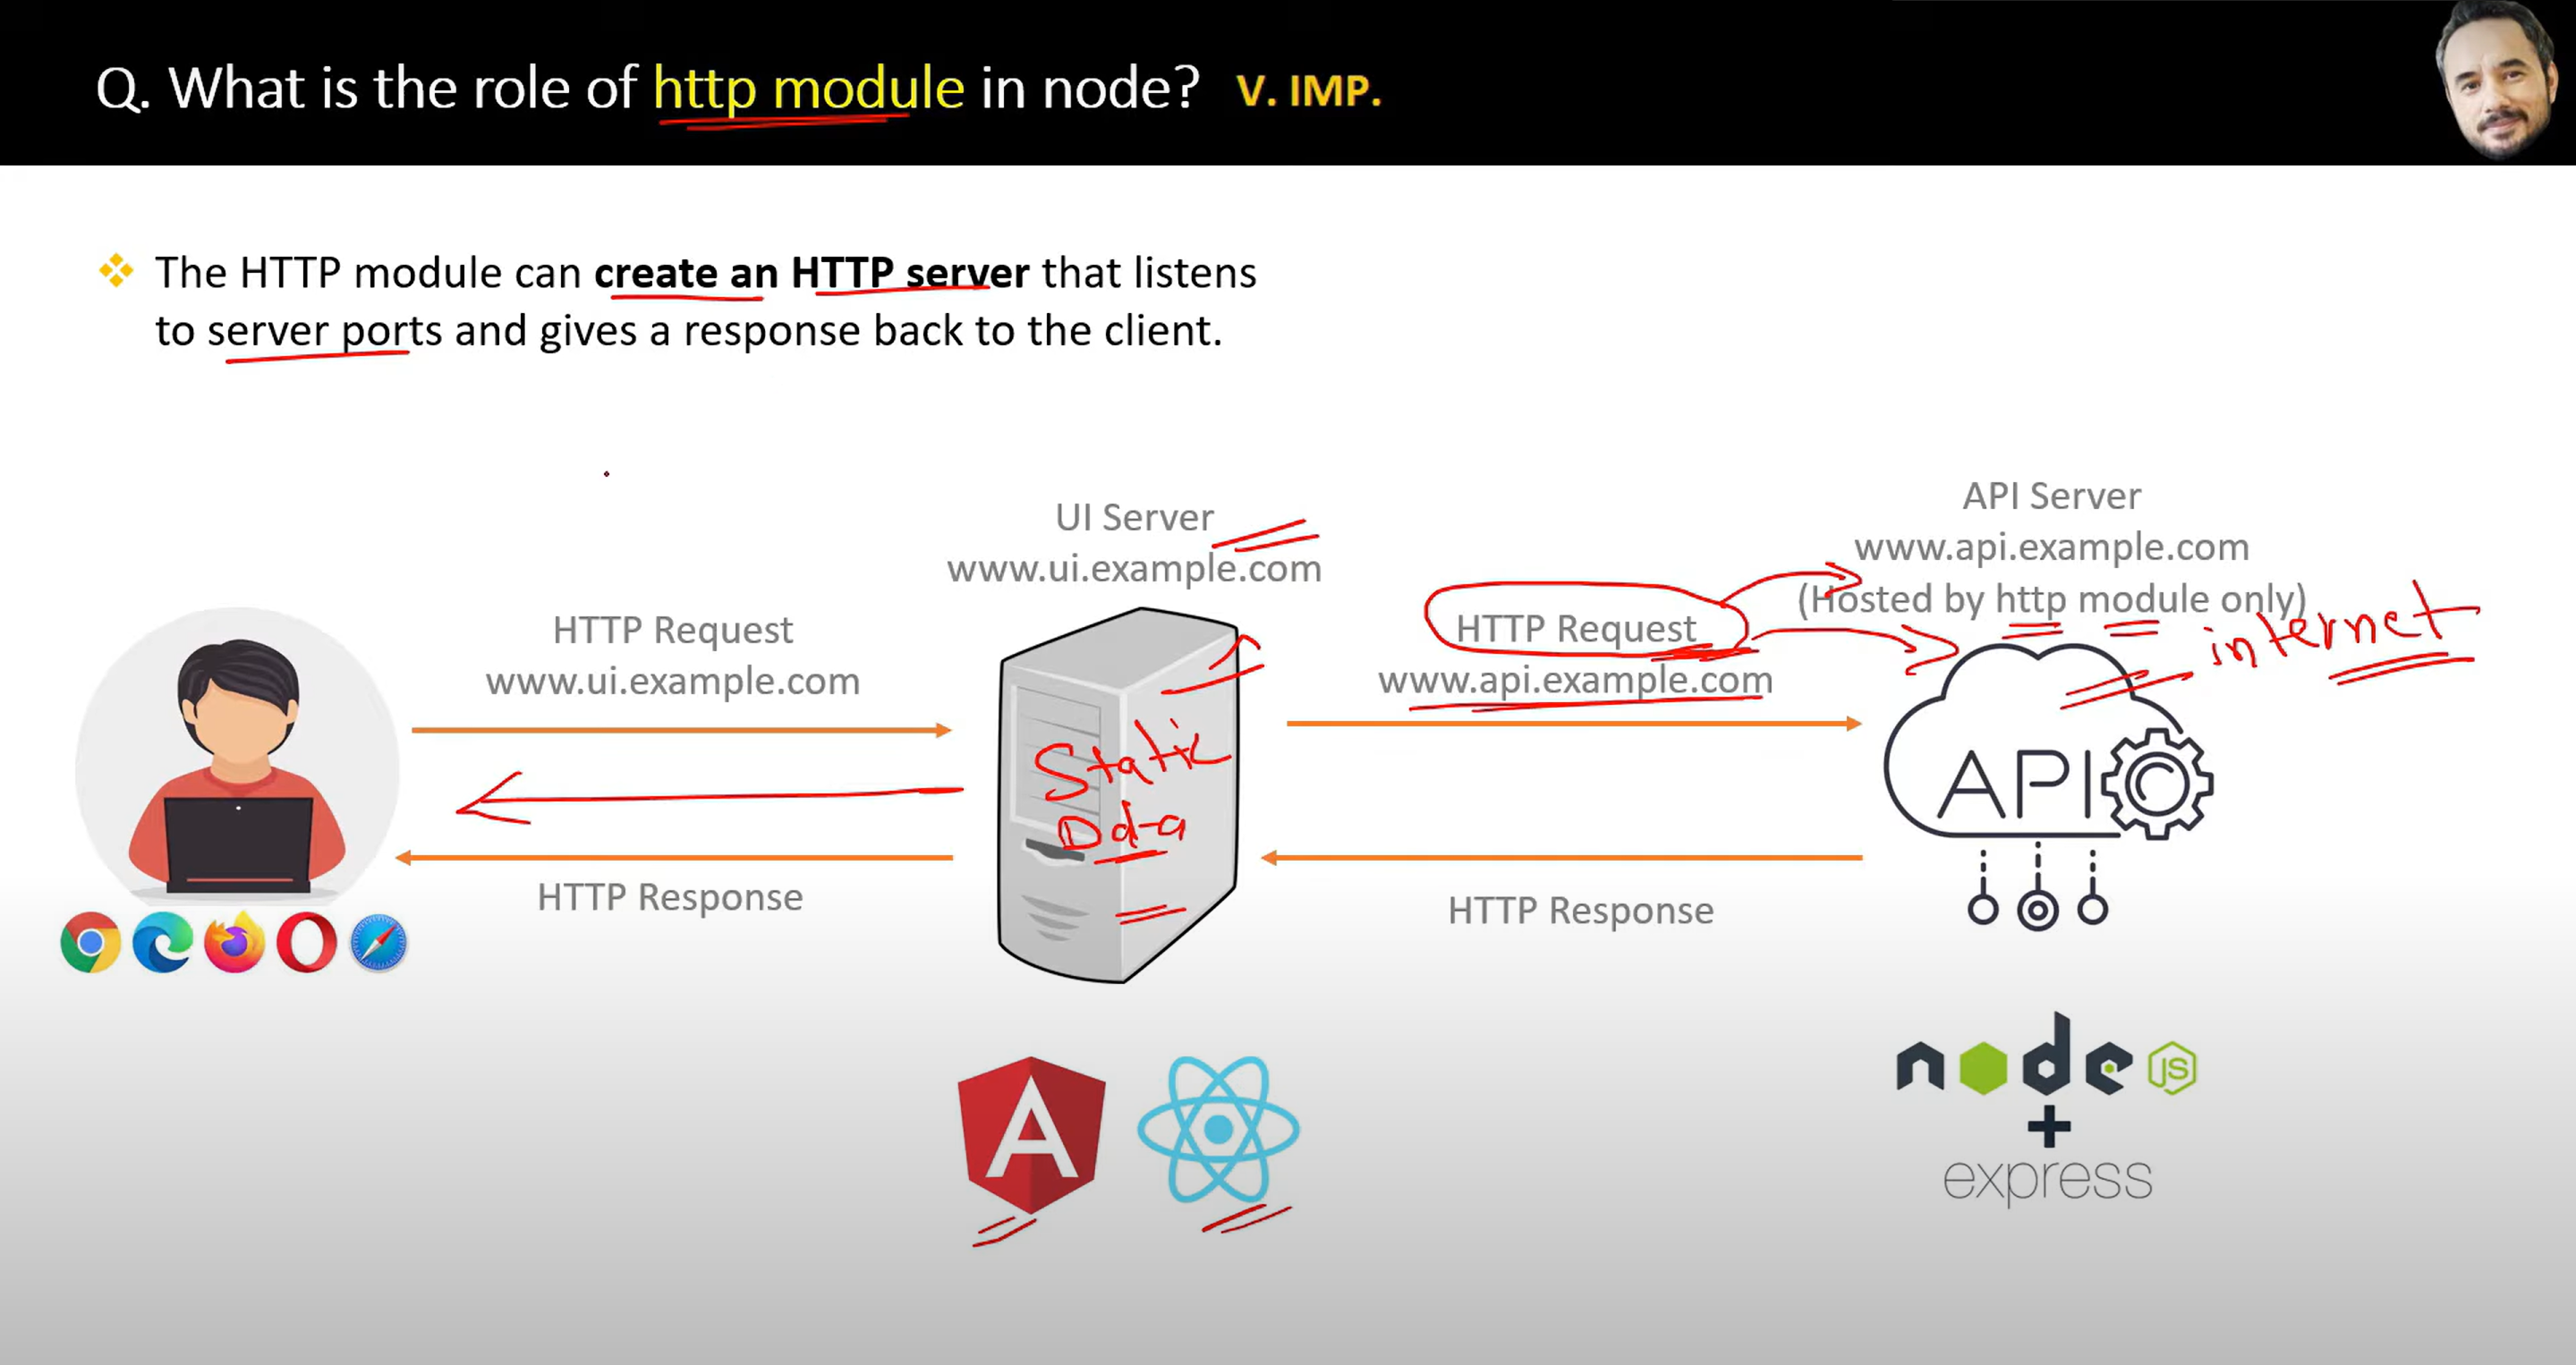 Q. What is the role of http module in node? V. IMP.
The HTTP module can create an HTTP server that listens
to server ports and gives a response back to the client.
UI Server
www.ui.example.com
API Server
www.api.example.com
(Hosted by http module only)
internet
HTTP Request
www.ui.example.com
HTTP Request
www.api.example.com
Static
API
HTTP Response
HTTP Response
A
node JS
+
express